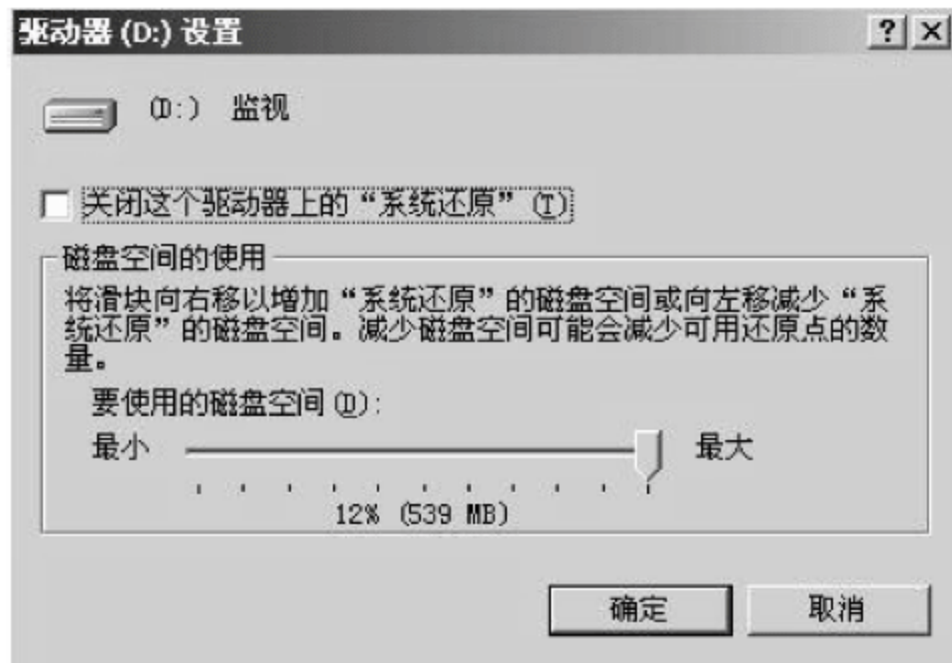 驱动器 (D:) 设置
(D:) 监视
关闭这个驱动器上的“系统还原” (T)
磁盘空间的使用
将滑块向右移以增加“系统还原”的磁盘空间或向左移减少“系
统还原”的磁盘空间。减少磁盘空间可能会减少可用还原点的数
量。
要使用的磁盘空间 (D):
最小 最大
12% (539 MB)
确定 取消